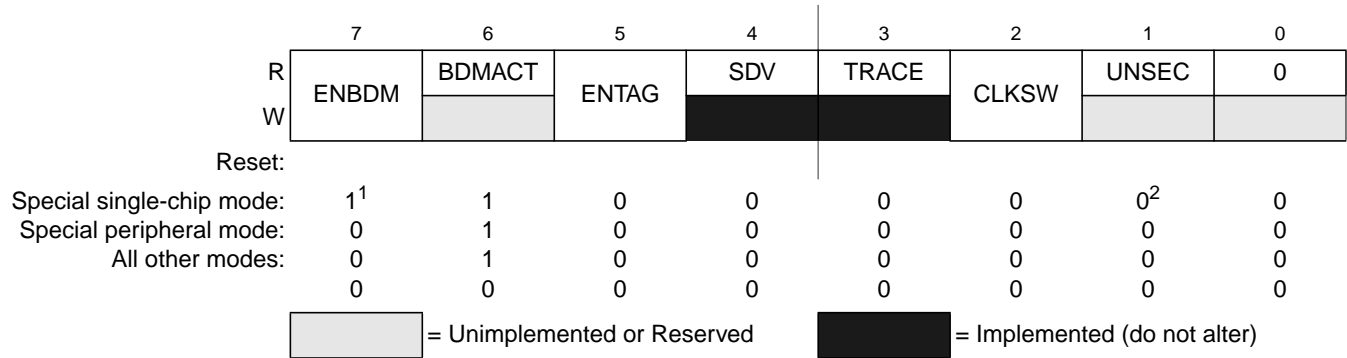 7 6 5 4 3 2 1 0
R ENBDM BDMACT ENTAG SDV TRACE CLKSW UNSEC 0
W
Reset:
Special single-chip mode: 1¹ 1 0 0 0 0 0² 0
Special peripheral mode: 0 1 0 0 0 0 0 0
All other modes: 0 1 0 0 0 0 0 0
0 0 0 0 0 0 0 0
= Unimplemented or Reserved = Implemented (do not alter)